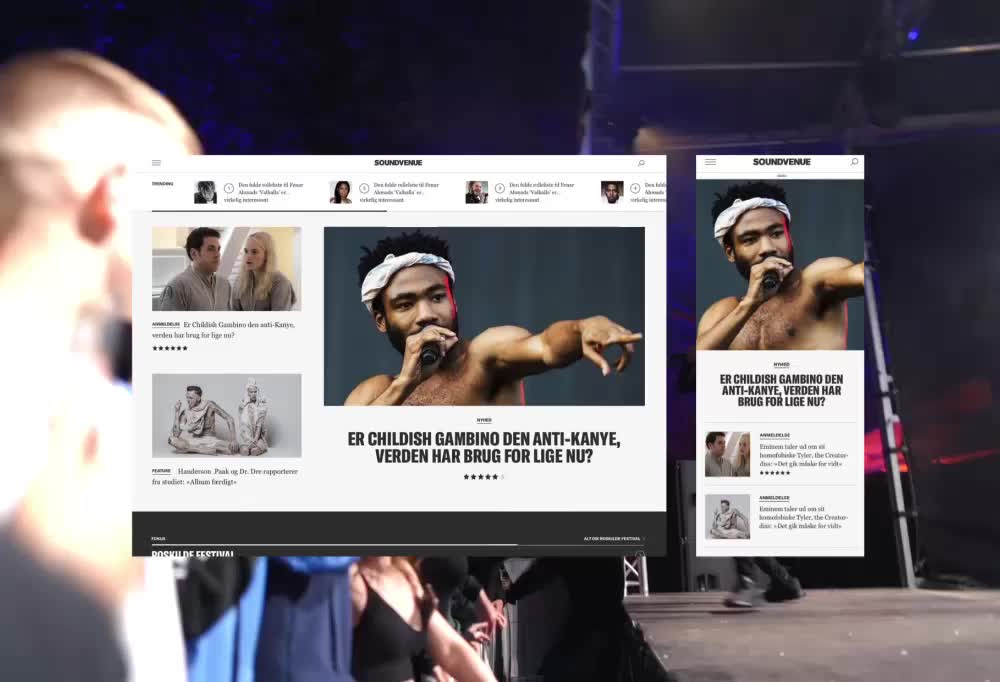 SOUNDVENUE
TRENDING
1
Den fulde rolleliste til Fenar
Ahmads 'Valhalla' er...
virkelig interessant
2
Den fulde rolleliste til Fenar
Ahmads 'Valhalla' er...
virkelig interessant
3
Den fulde rolleliste til Fenar
Ahmads 'Valhalla' er...
virkelig interessant
4
Den fulde
Ahmads
virkelig
ANMELDELSE Er Childish Gambino den anti-Kanye,
verden har brug for lige nu?
FEATURE Handerson .Paak og Dr. Dre rapporterer
fra studiet: «Album færdigt»
NYHED
ER CHILDISH GAMBINO DEN ANTI-KANYE,
VERDEN HAR BRUG FOR LIGE NU?
FOKUS
ALT OM ROSKILDE FESTIVAL
ROSKILDE FESTIVAL
SOUNDVENUE
NYHED
ER CHILDISH GAMBINO DEN
ANTI-KANYE, VERDEN HAR
BRUG FOR LIGE NU?
ANMELDELSE
Eminem taler ud om sit
homofobiske Tyler, the Creator-
diss: »Det gik måske for vidt«
ANMELDELSE
Eminem taler ud om sit
homofobiske Tyler, the Creator-
diss: »Det gik måske for vidt«